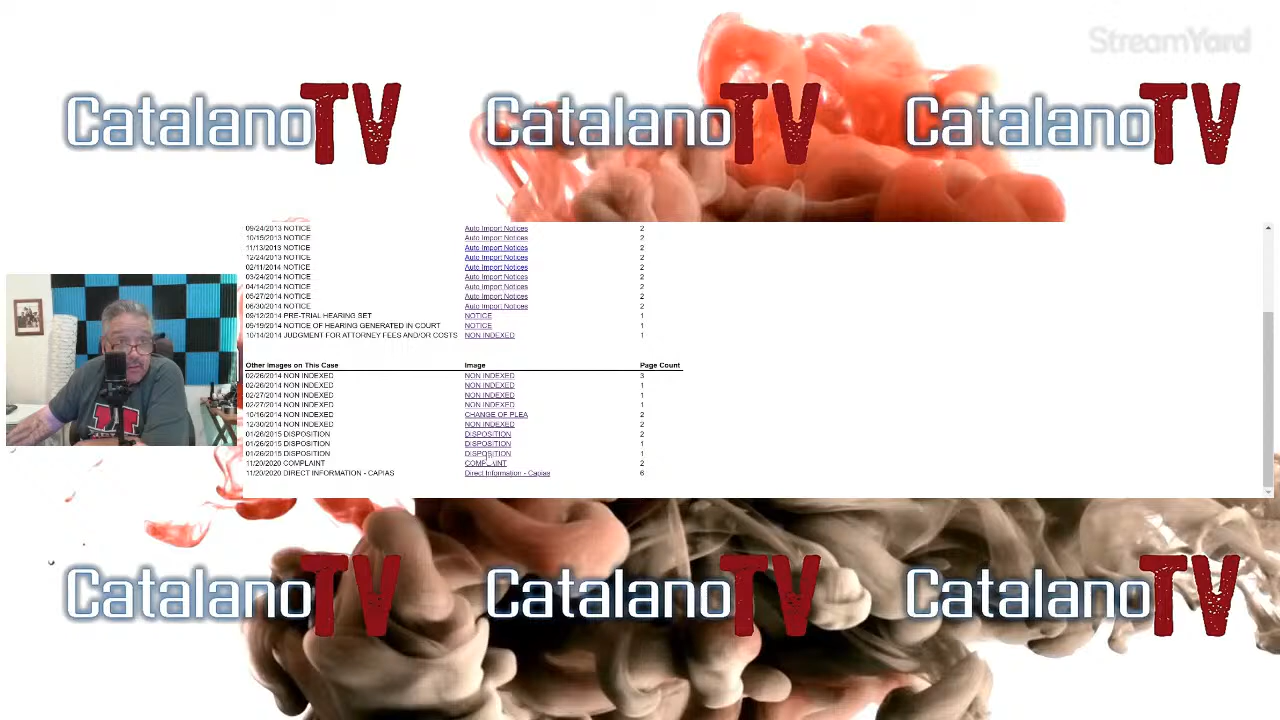 StreamYard
CatalanoTV CatalanoTV CatalanoTV
09/24/2013 NOTICE Auto Import Notices 2
10/15/2013 NOTICE Auto Import Notices 2
11/13/2013 NOTICE Auto Import Notices 2
12/24/2013 NOTICE Auto Import Notices 2
02/11/2014 NOTICE Auto Import Notices 2
03/24/2014 NOTICE Auto Import Notices 2
04/14/2014 NOTICE Auto Import Notices 2
05/27/2014 NOTICE Auto Import Notices 2
06/30/2014 NOTICE Auto Import Notices 2
09/12/2014 PRE-TRIAL HEARING SET NOTICE 1
09/19/2014 NOTICE OF HEARING GENERATED IN COURT NOTICE 1
10/14/2014 JUDGMENT FOR ATTORNEY FEES AND/OR COSTS NON INDEXED 1
Other Images on This Case Image Page Count
02/26/2014 NON INDEXED NON INDEXED 3
02/26/2014 NON INDEXED NON INDEXED 1
02/27/2014 NON INDEXED NON INDEXED 1
02/27/2014 NON INDEXED NON INDEXED 1
10/16/2014 NON INDEXED CHANGE OF PLEA 2
12/30/2014 NON INDEXED NON INDEXED 2
01/26/2015 DISPOSITION DISPOSITION 2
01/26/2015 DISPOSITION DISPOSITION 1
01/26/2015 DISPOSITION DISPOSITION 1
11/20/2020 COMPLAINT COMPLAINT 2
11/20/2020 DIRECT INFORMATION - CAPIAS Direct Information - Capias 6
CatalanoTV CatalanoTV CatalanoTV